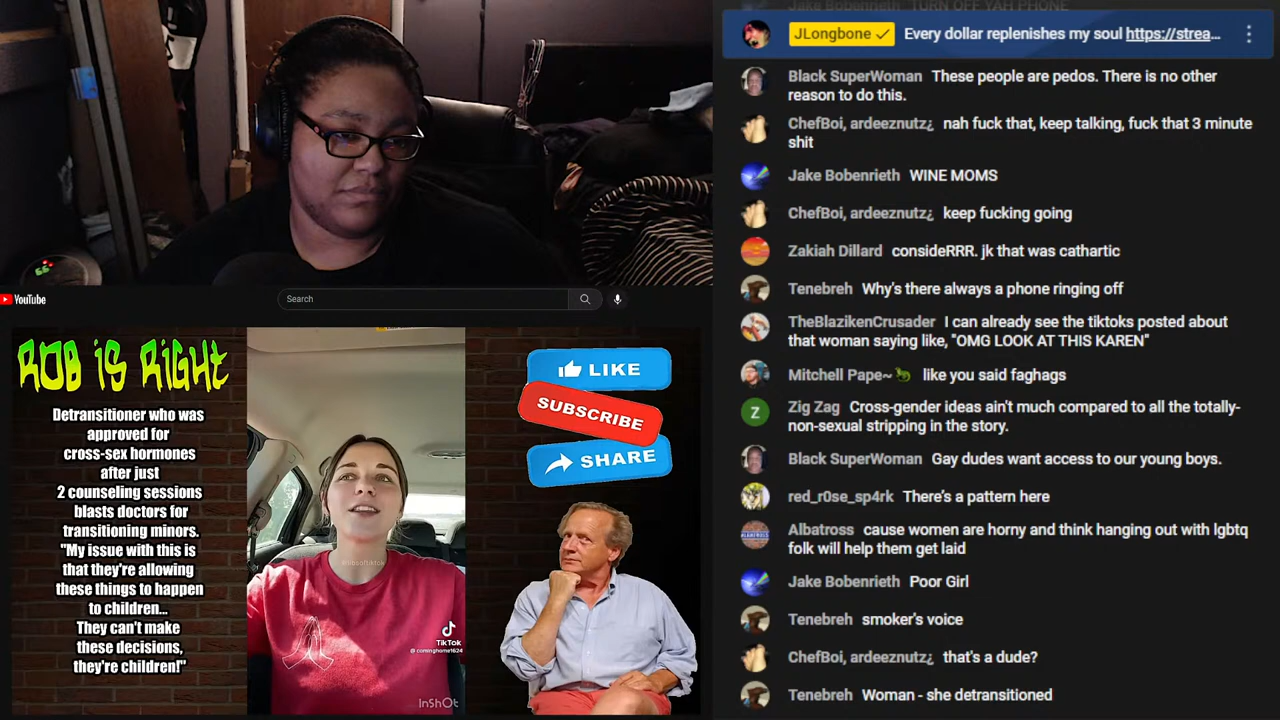 Jake Bobenrieth TURN OFF YAH PHONE
JLongbone Every dollar replenishes my soul https://strea...
Black SuperWoman These people are pedos. There is no other
reason to do this.
ChefBoi, ardeeznutz¿ nah fuck that, keep talking, fuck that 3 minute
shit
Jake Bobenrieth WINE MOMS
ChefBoi, ardeeznutz¿ keep fucking going
Zakiah Dillard consideRRR. jk that was cathartic
Tenebreh Why's there always a phone ringing off
TheBlazikenCrusader I can already see the tiktoks posted about
that woman saying like, "OMG LOOK AT THIS KAREN"
Mitchell Pape~ like you said faghags
Z
Zig Zag Cross-gender ideas ain't much compared to all the totally-
non-sexual stripping in the story.
Black SuperWoman Gay dudes want access to our young boys.
red_r0se_sp4rk There's a pattern here
Albatross cause women are horny and think hanging out with lgbtq
folk will help them get laid
Jake Bobenrieth Poor Girl
Tenebreh smoker's voice
ChefBoi, ardeeznutz¿ that's a dude?
Tenebreh Woman - she detransitioned
YouTube
Search
ROB iS RiGHt
Detransitioner who was
approved for
cross-sex hormones
after just
2 counseling sessions
blasts doctors for
transitioning minors.
"My issue with this is
that they're allowing
these things to happen
to children...
They can't make
these decisions,
they're children!"
@libsoftiktok
TikTok
@cominghome1624
InShOt
LIKE
SUBSCRIBE
SHARE